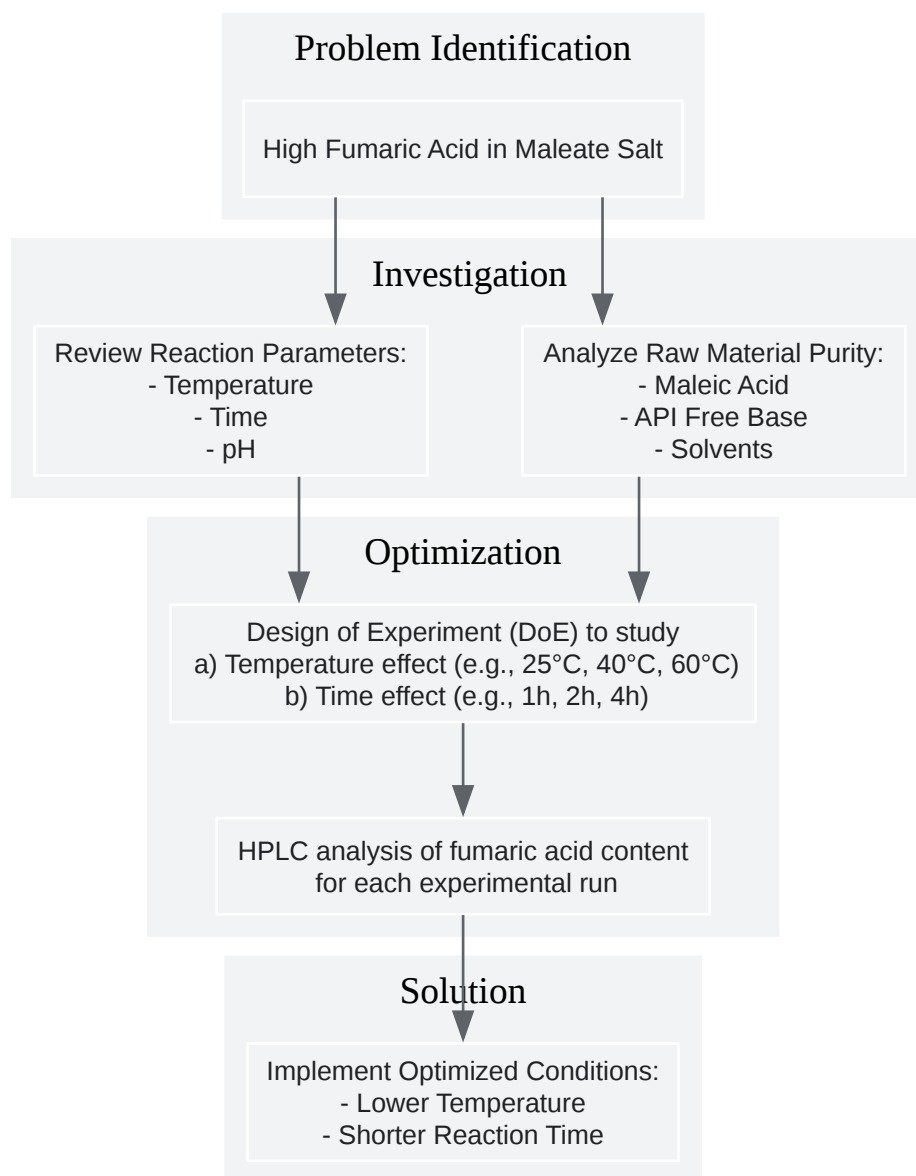 Problem Identification
High Fumaric Acid in Maleate Salt
Investigation
Review Reaction Parameters:
- Temperature
- Time
- pH
Analyze Raw Material Purity:
- Maleic Acid
- API Free Base
- Solvents
Optimization
Design of Experiment (DoE) to study
a) Temperature effect (e.g., 25°C, 40°C, 60°C)
b) Time effect (e.g., 1h, 2h, 4h)
HPLC analysis of fumaric acid content
for each experimental run
Solution
Implement Optimized Conditions:
- Lower Temperature
- Shorter Reaction Time